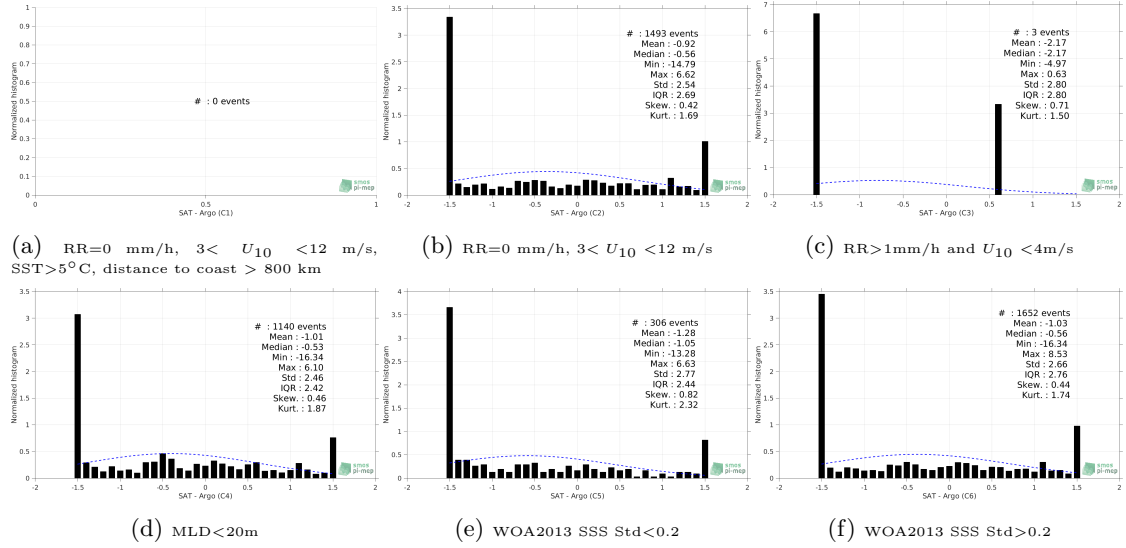 1
0.9
0.8
0.7
0.6
0.5
0.4
0.3
0.2
0.1
0
Normalized histogram
# : 0 events
0 0.5 1
SAT - Argo (C1)
smos
pi-mep
3.5
3
2.5
2
1.5
1
0.5
0
Normalized histogram
# : 1493 events
Mean : -0.92
Median : -0.56
Min : -14.79
Max : 6.62
Std : 2.54
IQR : 2.69
Skew. : 0.42
Kurt. : 1.69
-2 -1.5 -1 -0.5 0 0.5 1 1.5 2
SAT - Argo (C2)
smos
pi-mep
7
6
5
4
3
2
1
0
Normalized histogram
# : 3 events
Mean : -2.17
Median : -2.17
Min : -4.97
Max : 0.63
Std : 2.80
IQR : 2.80
Skew. : 0.71
Kurt. : 1.50
-2 -1.5 -1 -0.5 0 0.5 1 1.5 2
SAT - Argo (C3)
smos
pi-mep
(a) RR=0 mm/h, 3< U10 <12 m/s,
SST>5°C, distance to coast > 800 km
(b) RR=0 mm/h, 3< U10 <12 m/s
(c) RR>1mm/h and U10 <4m/s
3.5
3
2.5
2
1.5
1
0.5
0
Normalized histogram
# : 1140 events
Mean : -1.01
Median : -0.53
Min : -16.34
Max : 6.10
Std : 2.46
IQR : 2.42
Skew. : 0.46
Kurt. : 1.87
-2 -1.5 -1 -0.5 0 0.5 1 1.5 2
SAT - Argo (C4)
smos
pi-mep
4
3.5
3
2.5
2
1.5
1
0.5
0
Normalized histogram
# : 306 events
Mean : -1.28
Median : -1.05
Min : -13.28
Max : 6.63
Std : 2.77
IQR : 2.44
Skew. : 0.82
Kurt. : 2.32
-2 -1.5 -1 -0.5 0 0.5 1 1.5 2
SAT - Argo (C5)
smos
pi-mep
3.5
3
2.5
2
1.5
1
0.5
0
Normalized histogram
# : 1652 events
Mean : -1.03
Median : -0.56
Min : -16.34
Max : 8.53
Std : 2.66
IQR : 2.76
Skew. : 0.44
Kurt. : 1.74
-2 -1.5 -1 -0.5 0 0.5 1 1.5 2
SAT - Argo (C6)
smos
pi-mep
(d) MLD<20m
(e) WOA2013 SSS Std<0.2
(f) WOA2013 SSS Std>0.2